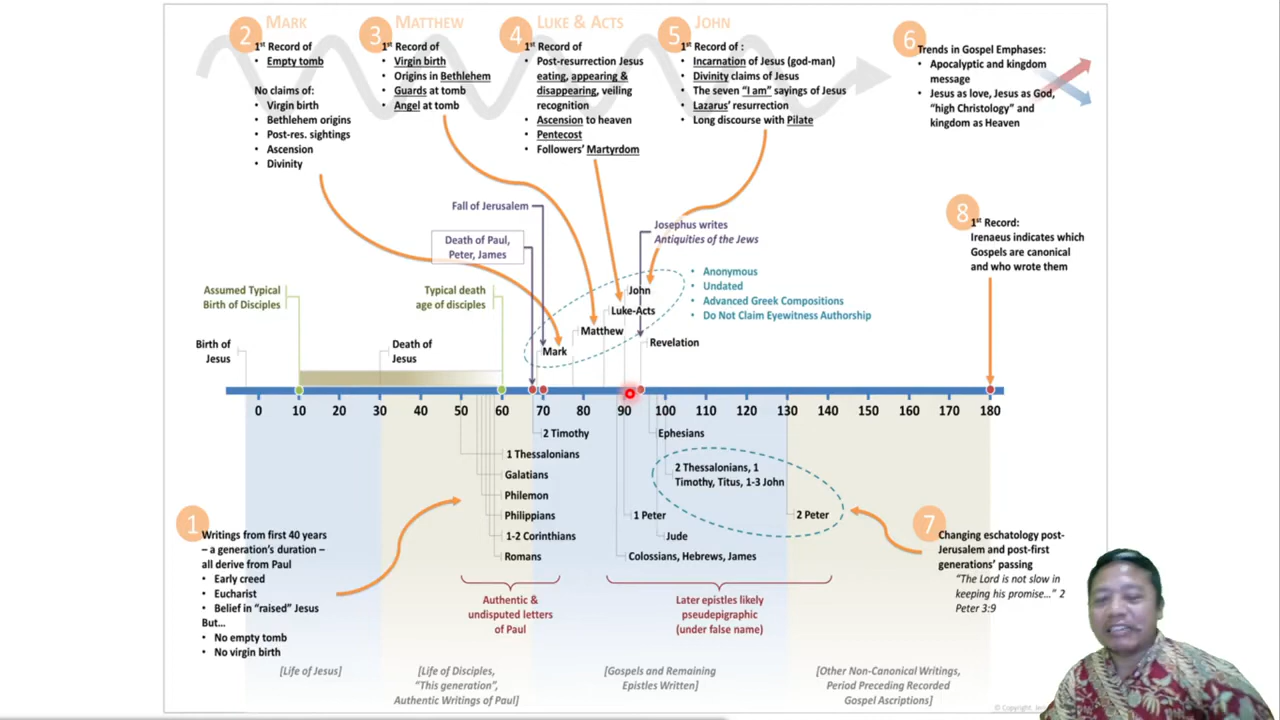 2 MARK
1st Record of
• Empty tomb
No claims of:
• Virgin birth
• Bethlehem origins
• Post-res. sightings
• Ascension
• Divinity
3 MATTHEW
1st Record of
• Virgin birth
• Origins in Bethlehem
• Guards at tomb
• Angel at tomb
4 LUKE & ACTS
1st Record of
• Post-resurrection Jesus
eating, appearing &
disappearing, veiling
recognition
• Ascension to heaven
• Pentecost
• Followers' Martyrdom
5 JOHN
1st Record of :
• Incarnation of Jesus (god-man)
• Divinity claims of Jesus
• The seven "I am" sayings of Jesus
• Lazarus' resurrection
• Long discourse with Pilate
6
Trends in Gospel Emphases:
• Apocalyptic and kingdom
message
• Jesus as love, Jesus as God,
"high Christology" and
kingdom as Heaven
8
1st Record:
Irenaeus indicates which
Gospels are canonical
and who wrote them
Fall of Jerusalem
Death of Paul,
Peter, James
Josephus writes
Antiquities of the Jews
• Anonymous
• Undated
• Advanced Greek Compositions
• Do Not Claim Eyewitness Authorship
Assumed Typical
Birth of Disciples
Typical death
age of disciples
John
Luke-Acts
Matthew
Mark
Revelation
Birth of
Jesus
Death of
Jesus
0 10 20 30 40 50 60 70 80 90 100 110 120 130 140 150 160 170 180
2 Timothy
1 Thessalonians
Galatians
Philemon
Philippians
1-2 Corinthians
Romans
Ephesians
2 Thessalonians, 1
Timothy, Titus, 1-3 John
1 Peter
2 Peter
Jude
Colossians, Hebrews, James
1
Writings from first 40 years
– a generation's duration –
all derive from Paul
• Early creed
• Eucharist
• Belief in "raised" Jesus
But…
• No empty tomb
• No virgin birth
7
Changing eschatology post-
Jerusalem and post-first
generations' passing
"The Lord is not slow in
keeping his promise…" 2
Peter 3:9
Authentic &
undisputed letters
of Paul
Later epistles likely
pseudepigraphic
(under false name)
[Life of Jesus]
[Life of Disciples,
"This generation",
Authentic Writings of Paul]
[Gospels and Remaining
Epistles Written]
[Other Non-Canonical Writings,
Period Preceding Recorded
Gospel Ascriptions]
© Copyright,